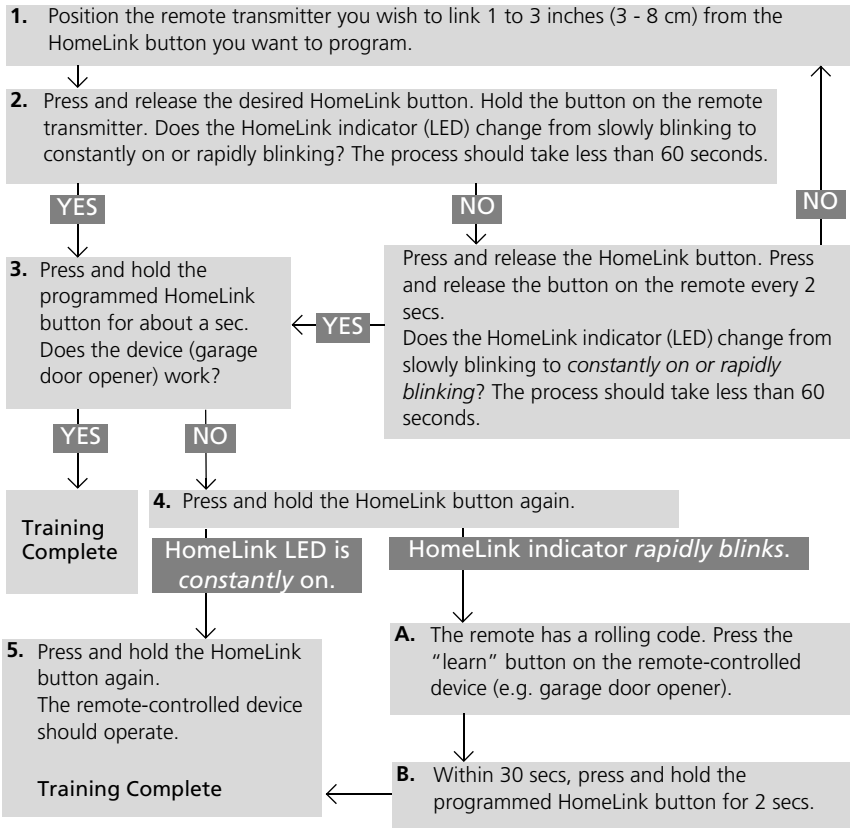 1. Position the remote transmitter you wish to link 1 to 3 inches (3 - 8 cm) from the
HomeLink button you want to program.
2. Press and release the desired HomeLink button. Hold the button on the remote
transmitter. Does the HomeLink indicator (LED) change from slowly blinking to
constantly on or rapidly blinking? The process should take less than 60 seconds.
YES
NO
NO
3. Press and hold the
programmed HomeLink
button for about a sec.
Does the device (garage
door opener) work?
YES
Press and release the HomeLink button. Press
and release the button on the remote every 2
secs.
Does the HomeLink indicator (LED) change from
slowly blinking to constantly on or rapidly
blinking? The process should take less than 60
seconds.
YES
NO
Training
Complete
4. Press and hold the HomeLink button again.
HomeLink LED is
constantly on.
HomeLink indicator rapidly blinks.
A. The remote has a rolling code. Press the
“learn” button on the remote-controlled
device (e.g. garage door opener).
5. Press and hold the HomeLink
button again.
The remote-controlled device
should operate.
Training Complete
B. Within 30 secs, press and hold the
programmed HomeLink button for 2 secs.